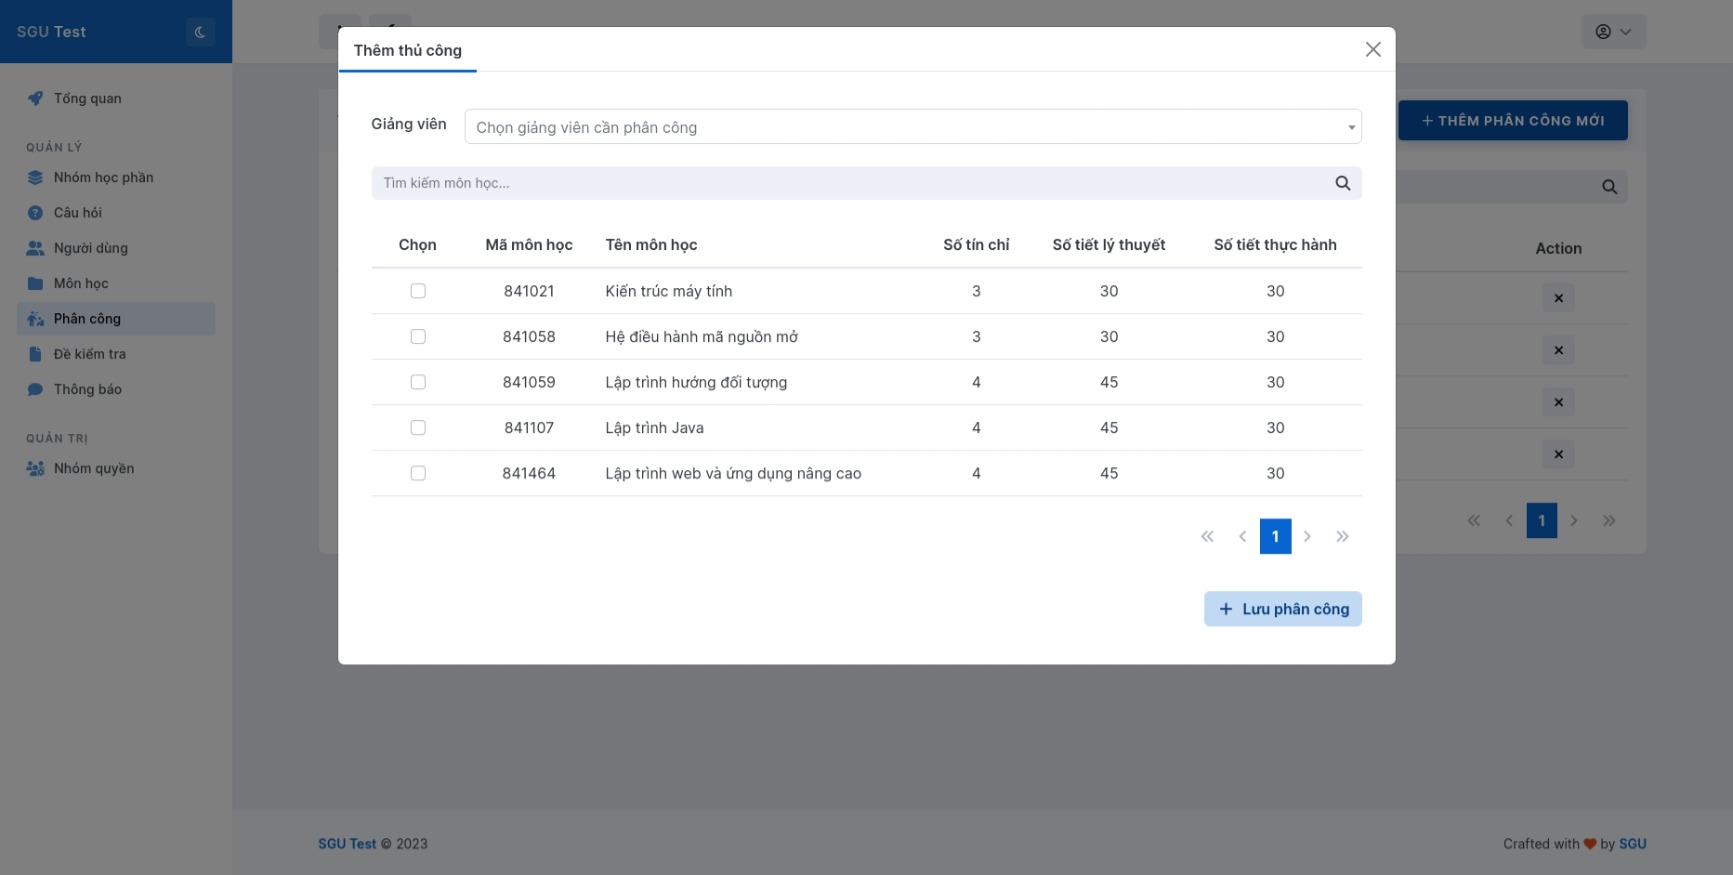 SGU Test
Tổng quan
QUẢN LÝ
Nhóm học phần
Câu hỏi
Người dùng
Môn học
Phân công
Đề kiểm tra
Thông báo
QUẢN TRỊ
Nhóm quyền
Thêm thủ công
Giảng viên
Chọn giảng viên cần phân công
Tìm kiếm môn học...
Chọn Mã môn học Tên môn học Số tín chỉ Số tiết lý thuyết Số tiết thực hành
841021 Kiến trúc máy tính 3 30 30
841058 Hệ điều hành mã nguồn mở 3 30 30
841059 Lập trình hướng đối tượng 4 45 30
841107 Lập trình Java 4 45 30
841464 Lập trình web và ứng dụng nâng cao 4 45 30
1
+ Lưu phân công
+ THÊM PHÂN CÔNG MỚI
Action
1
SGU Test © 2023
Crafted with ❤ by SGU